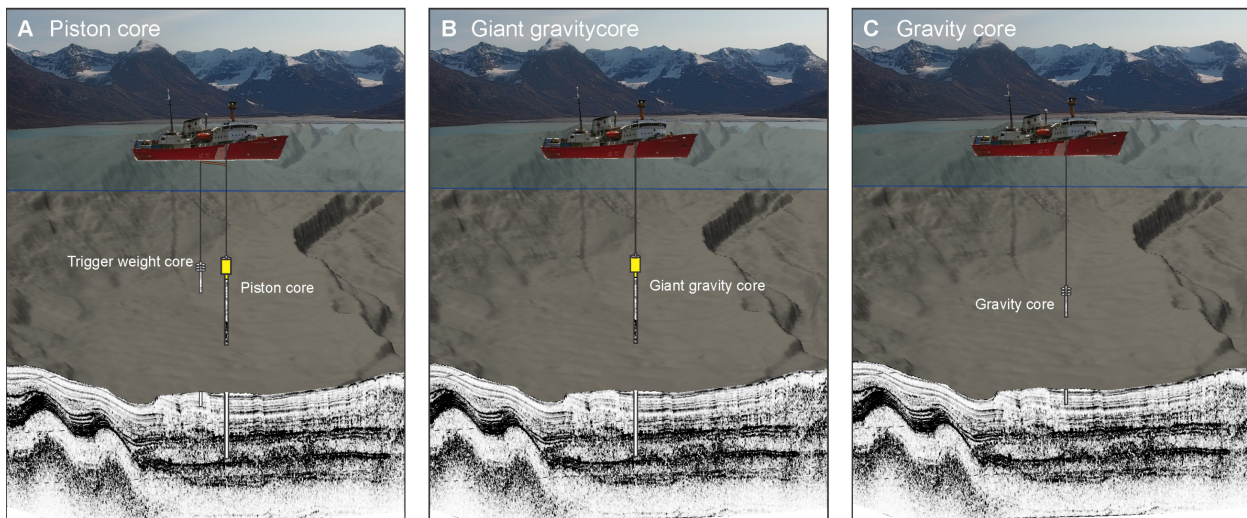 A Piston core
Trigger weight core
Piston core
B Giant gravitycore
Giant gravity core
C Gravity core
Gravity core